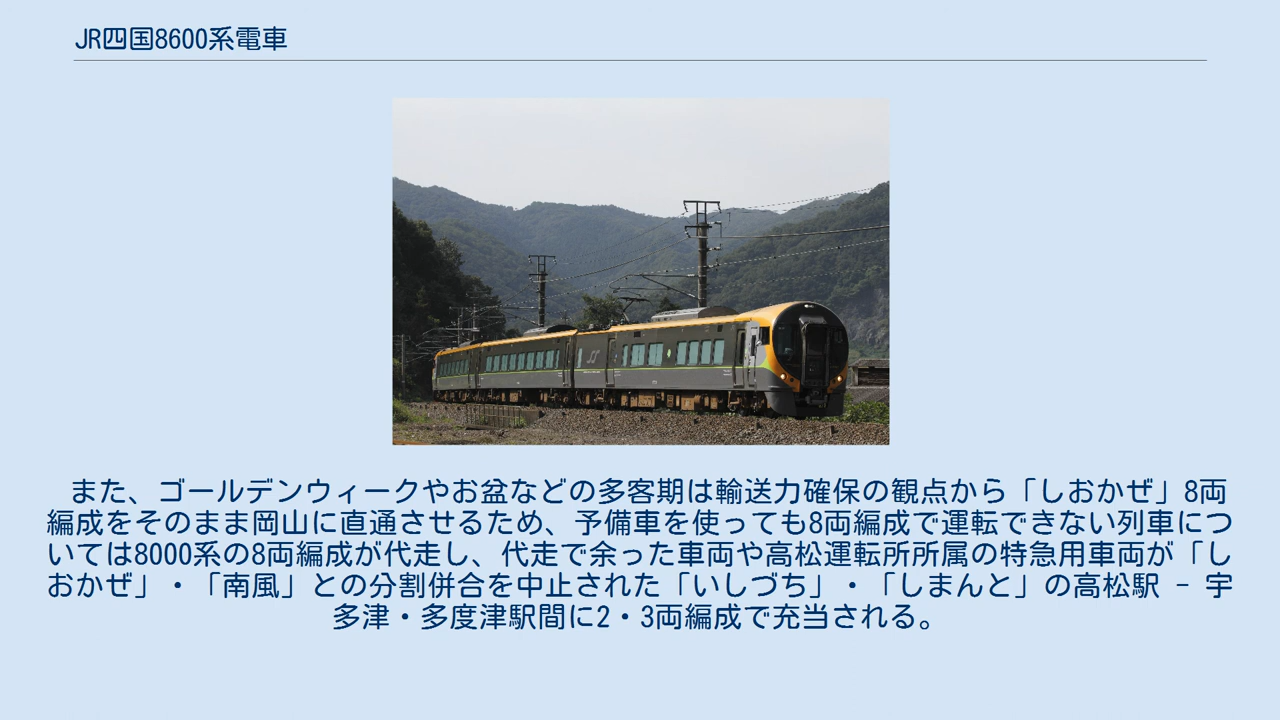 JR四国8600系電車
また、ゴールデンウィークやお盆などの多客期は輸送力確保の観点から「しおかぜ」8両
編成をそのまま岡山に直通させるため、予備車を使っても8両編成で運転できない列車につ
いては8000系の8両編成が代走し、代走で余った車両や高松運転所所属の特急用車両が「し
おかぜ」・「南風」との分割併合を中止された「いしづち」・「しまんと」の高松駅 - 宇
多津・多度津駅間に2・3両編成で充当される。